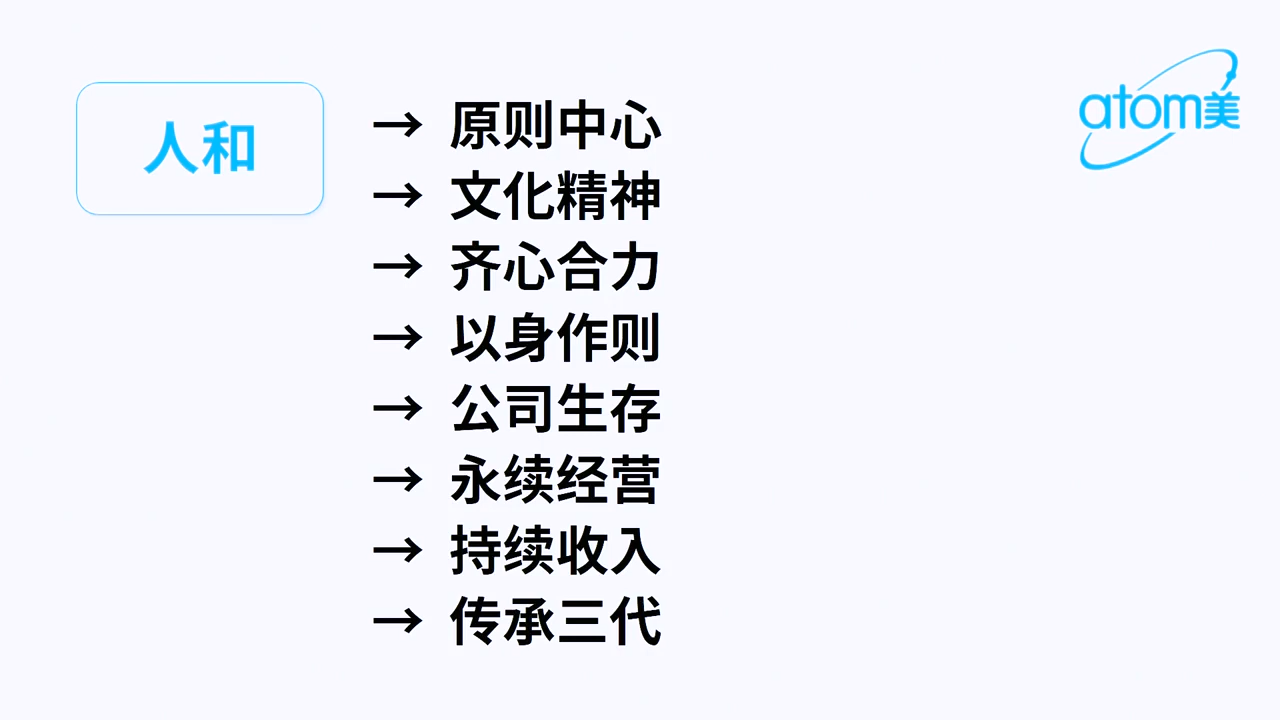 人和
→ 原则中心
→ 文化精神
→ 齐心合力
→ 以身作则
→ 公司生存
→ 永续经营
→ 持续收入
→ 传承三代
atom美